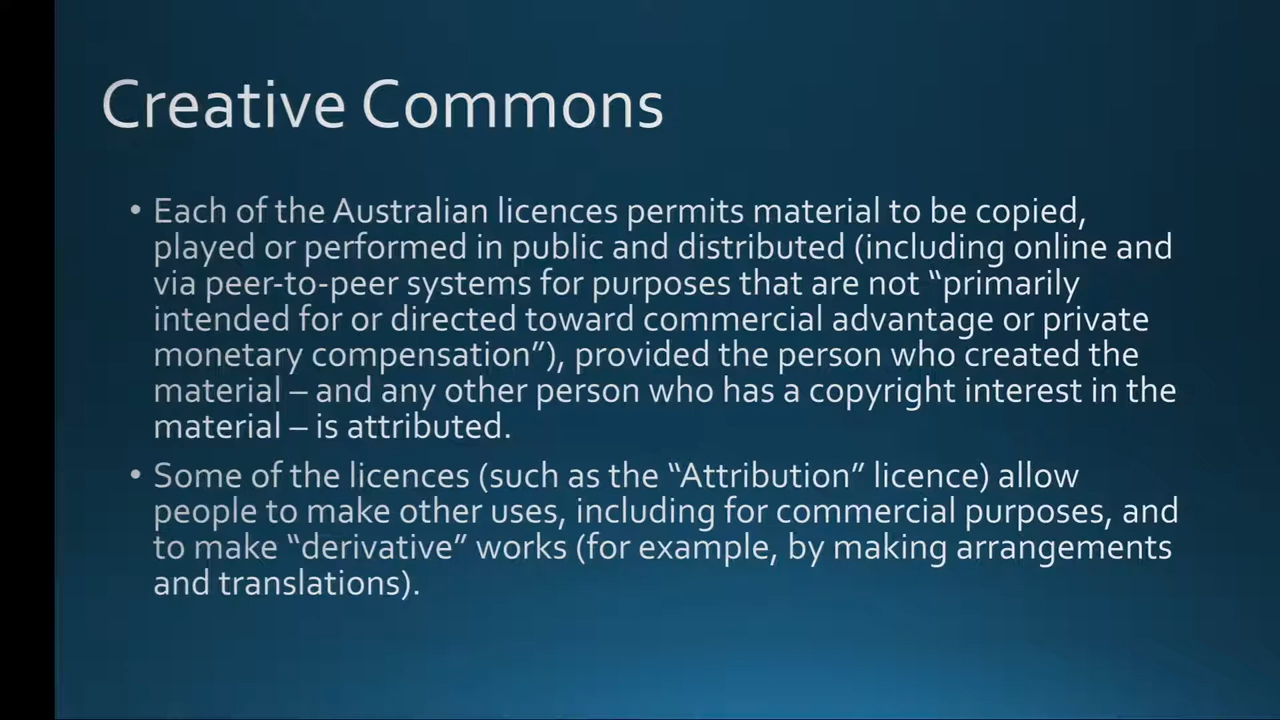 Creative Commons
• Each of the Australian licences permits material to be copied,
played or performed in public and distributed (including online and
via peer-to-peer systems for purposes that are not “primarily
intended for or directed toward commercial advantage or private
monetary compensation”), provided the person who created the
material – and any other person who has a copyright interest in the
material – is attributed.
• Some of the licences (such as the “Attribution” licence) allow
people to make other uses, including for commercial purposes, and
to make “derivative” works (for example, by making arrangements
and translations).